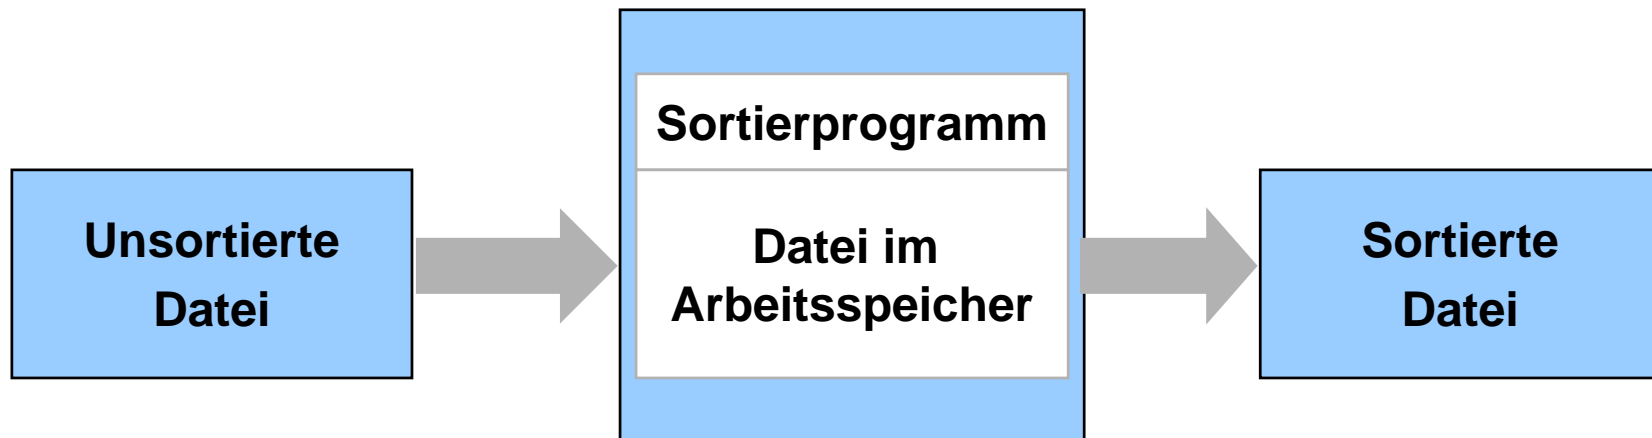 Unsortierte
Datei
Sortierprogramm
Datei im
Arbeitsspeicher
Sortierte
Datei